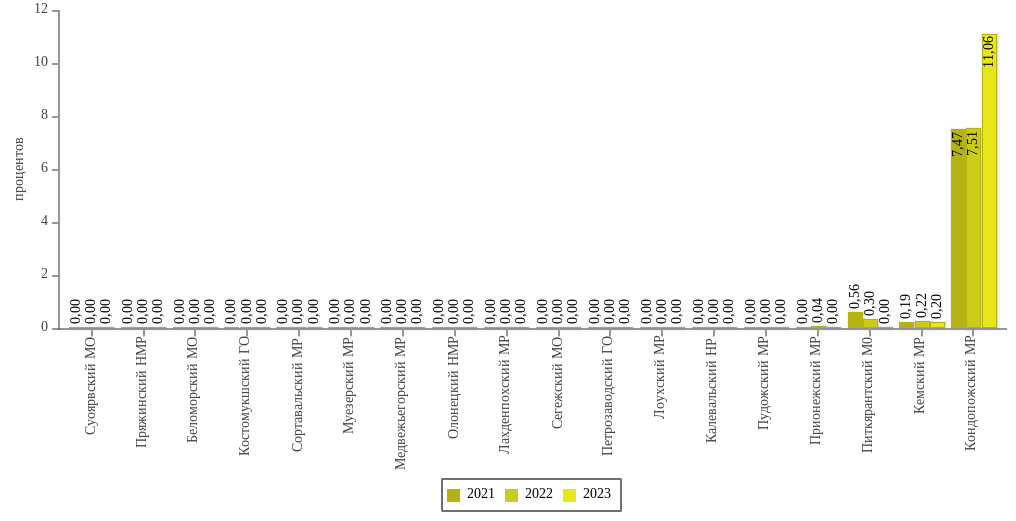 12
10
8
6
4
2
0
процентов
0,00 0,00 0,00
0,00 0,00 0,00
0,00 0,00 0,00
0,00 0,00 0,00
0,00 0,00 0,00
0,00 0,00 0,00
0,00 0,00 0,00
0,00 0,00 0,00
0,00 0,00 0,00
0,00 0,00 0,00
0,00 0,00 0,00
0,00 0,00 0,00
0,00 0,00 0,00
0,00 0,00 0,00
0,00 0,04 0,00
0,56 0,30 0,00
0,19 0,22 0,20
7,47 7,51 11,06
Суоярвский МО
Пряжинский НМР
Беломорский МО
Костомукшский ГО
Сортавальский МР
Муезерский МР
Медвежьегорский МР
Олонецкий НМР
Лахденпохский МР
Сегежский МО
Петрозаводский ГО
Лоухский МР
Калевальский НР
Пудожский МР
Прионежский МР
Питкярантский М0
Кемский МР
Кондопожский МР
2021 2022 2023